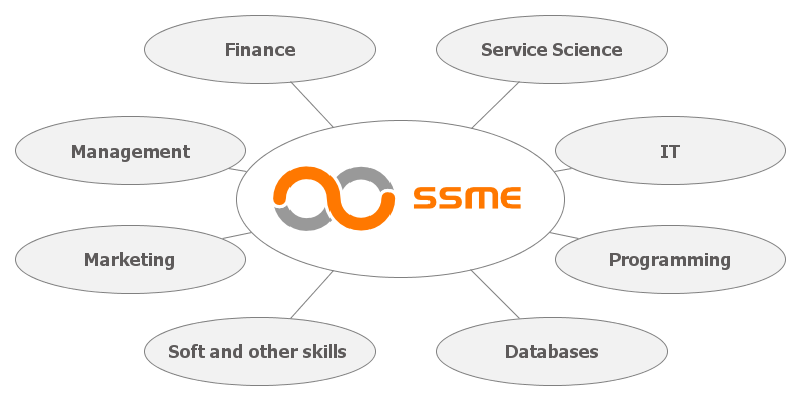 Finance
Service Science
Management
IT
SSME
Marketing
Programming
Soft and other skills
Databases